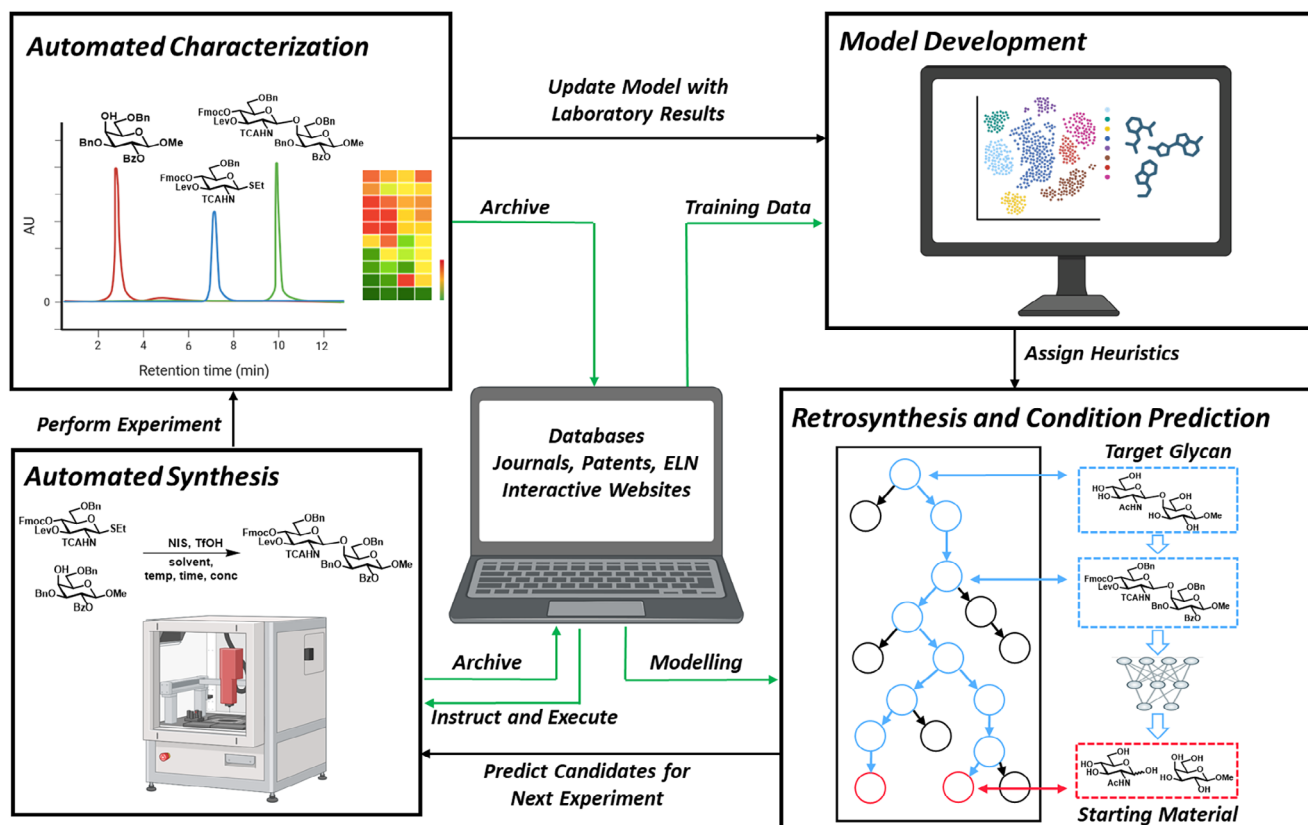 Automated Characterization
OH
OBn
BnO
OMe
BzO
OBn
FmocO
LevO
TCAHN
SEt
OBn
FmocO
LevO
TCAHN
O
OBn
BnO
OMe
BzO
AU
0
2 4 6 8 10 12
Retention time (min)
Update Model with
Laboratory Results
Archive
Training Data
Model Development
Assign Heuristics
Perform Experiment
Databases
Journals, Patents, ELN
Interactive Websites
Automated Synthesis
OBn
FmocO
LevO
SEt
TCAHN
OH
OBn
BnO
OMe
BzO
NIS, TfOH
solvent,
temp, time, conc
OBn
FmocO
LevO
TCAHN
O
OBn
BnO
OMe
BzO
Archive
Instruct and Execute
Modelling
Predict Candidates for
Next Experiment
Retrosynthesis and Condition Prediction
Target Glycan
OH
HO
HO
AcHN
O
OH
HO
OMe
OH
OBn
FmocO
LevO
TCAHN
O
OBn
BnO
OMe
BzO
OH
HO
HO
AcHN
OH
OH
HO
HO
OMe
OH
Starting Material